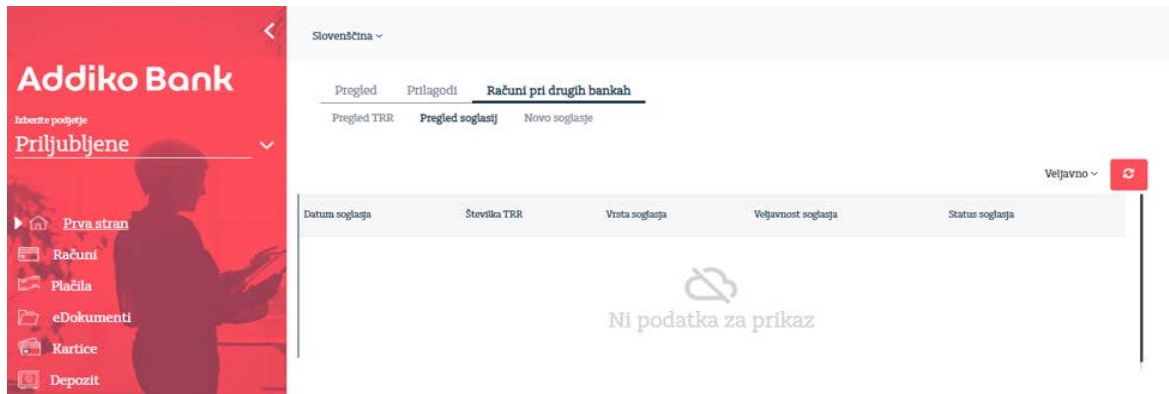 Slovenščina
Addiko Bank
Izberite podjetje
Priljubljene
Prva stran
Računi
Plačila
eDokumenti
Kartice
Depozit
Pregled Prilagodi Računi pri drugih bankah
Pregled TRR Pregled soglasij Novo soglasje
Veljavno
Datum soglasja Številka TRR Vrsta soglasja Veljavnost soglasja Status soglasja
Ni podatka za prikaz